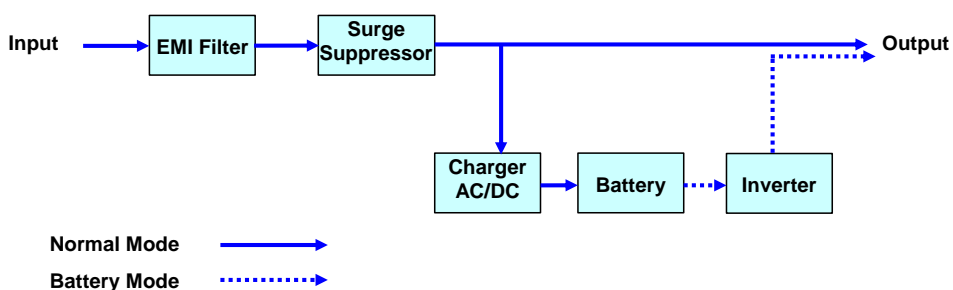 Input
EMI Filter
Surge
Suppressor
Output
Charger
AC/DC
Battery
Inverter
Normal Mode
Battery Mode